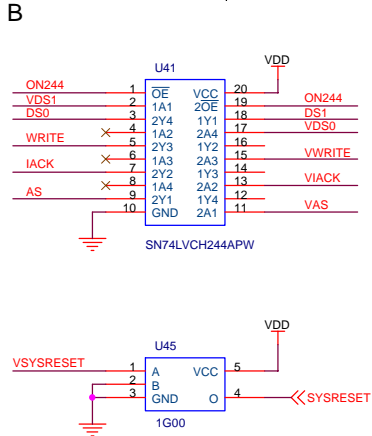 B
U41
VDD
ON244 1 OE VCC 20
VDS1 2 1A1 2OE 19 ON244
DS0 3 2Y4 1Y1 18 DS1
4 1A2 2A4 17 VDS0
WRITE 5 2Y3 1Y2 16
6 1A3 2A3 15 VWRITE
IACK 7 2Y2 1Y3 14
8 1A4 2A2 13 VIACK
AS 9 2Y1 1Y4 12
10 GND 2A1 11 VAS
SN74LVCH244APW
VDD
U45
VSYSRESET 1 A VCC 5
2 B
3 GND O 4 SYSRESET
1G00